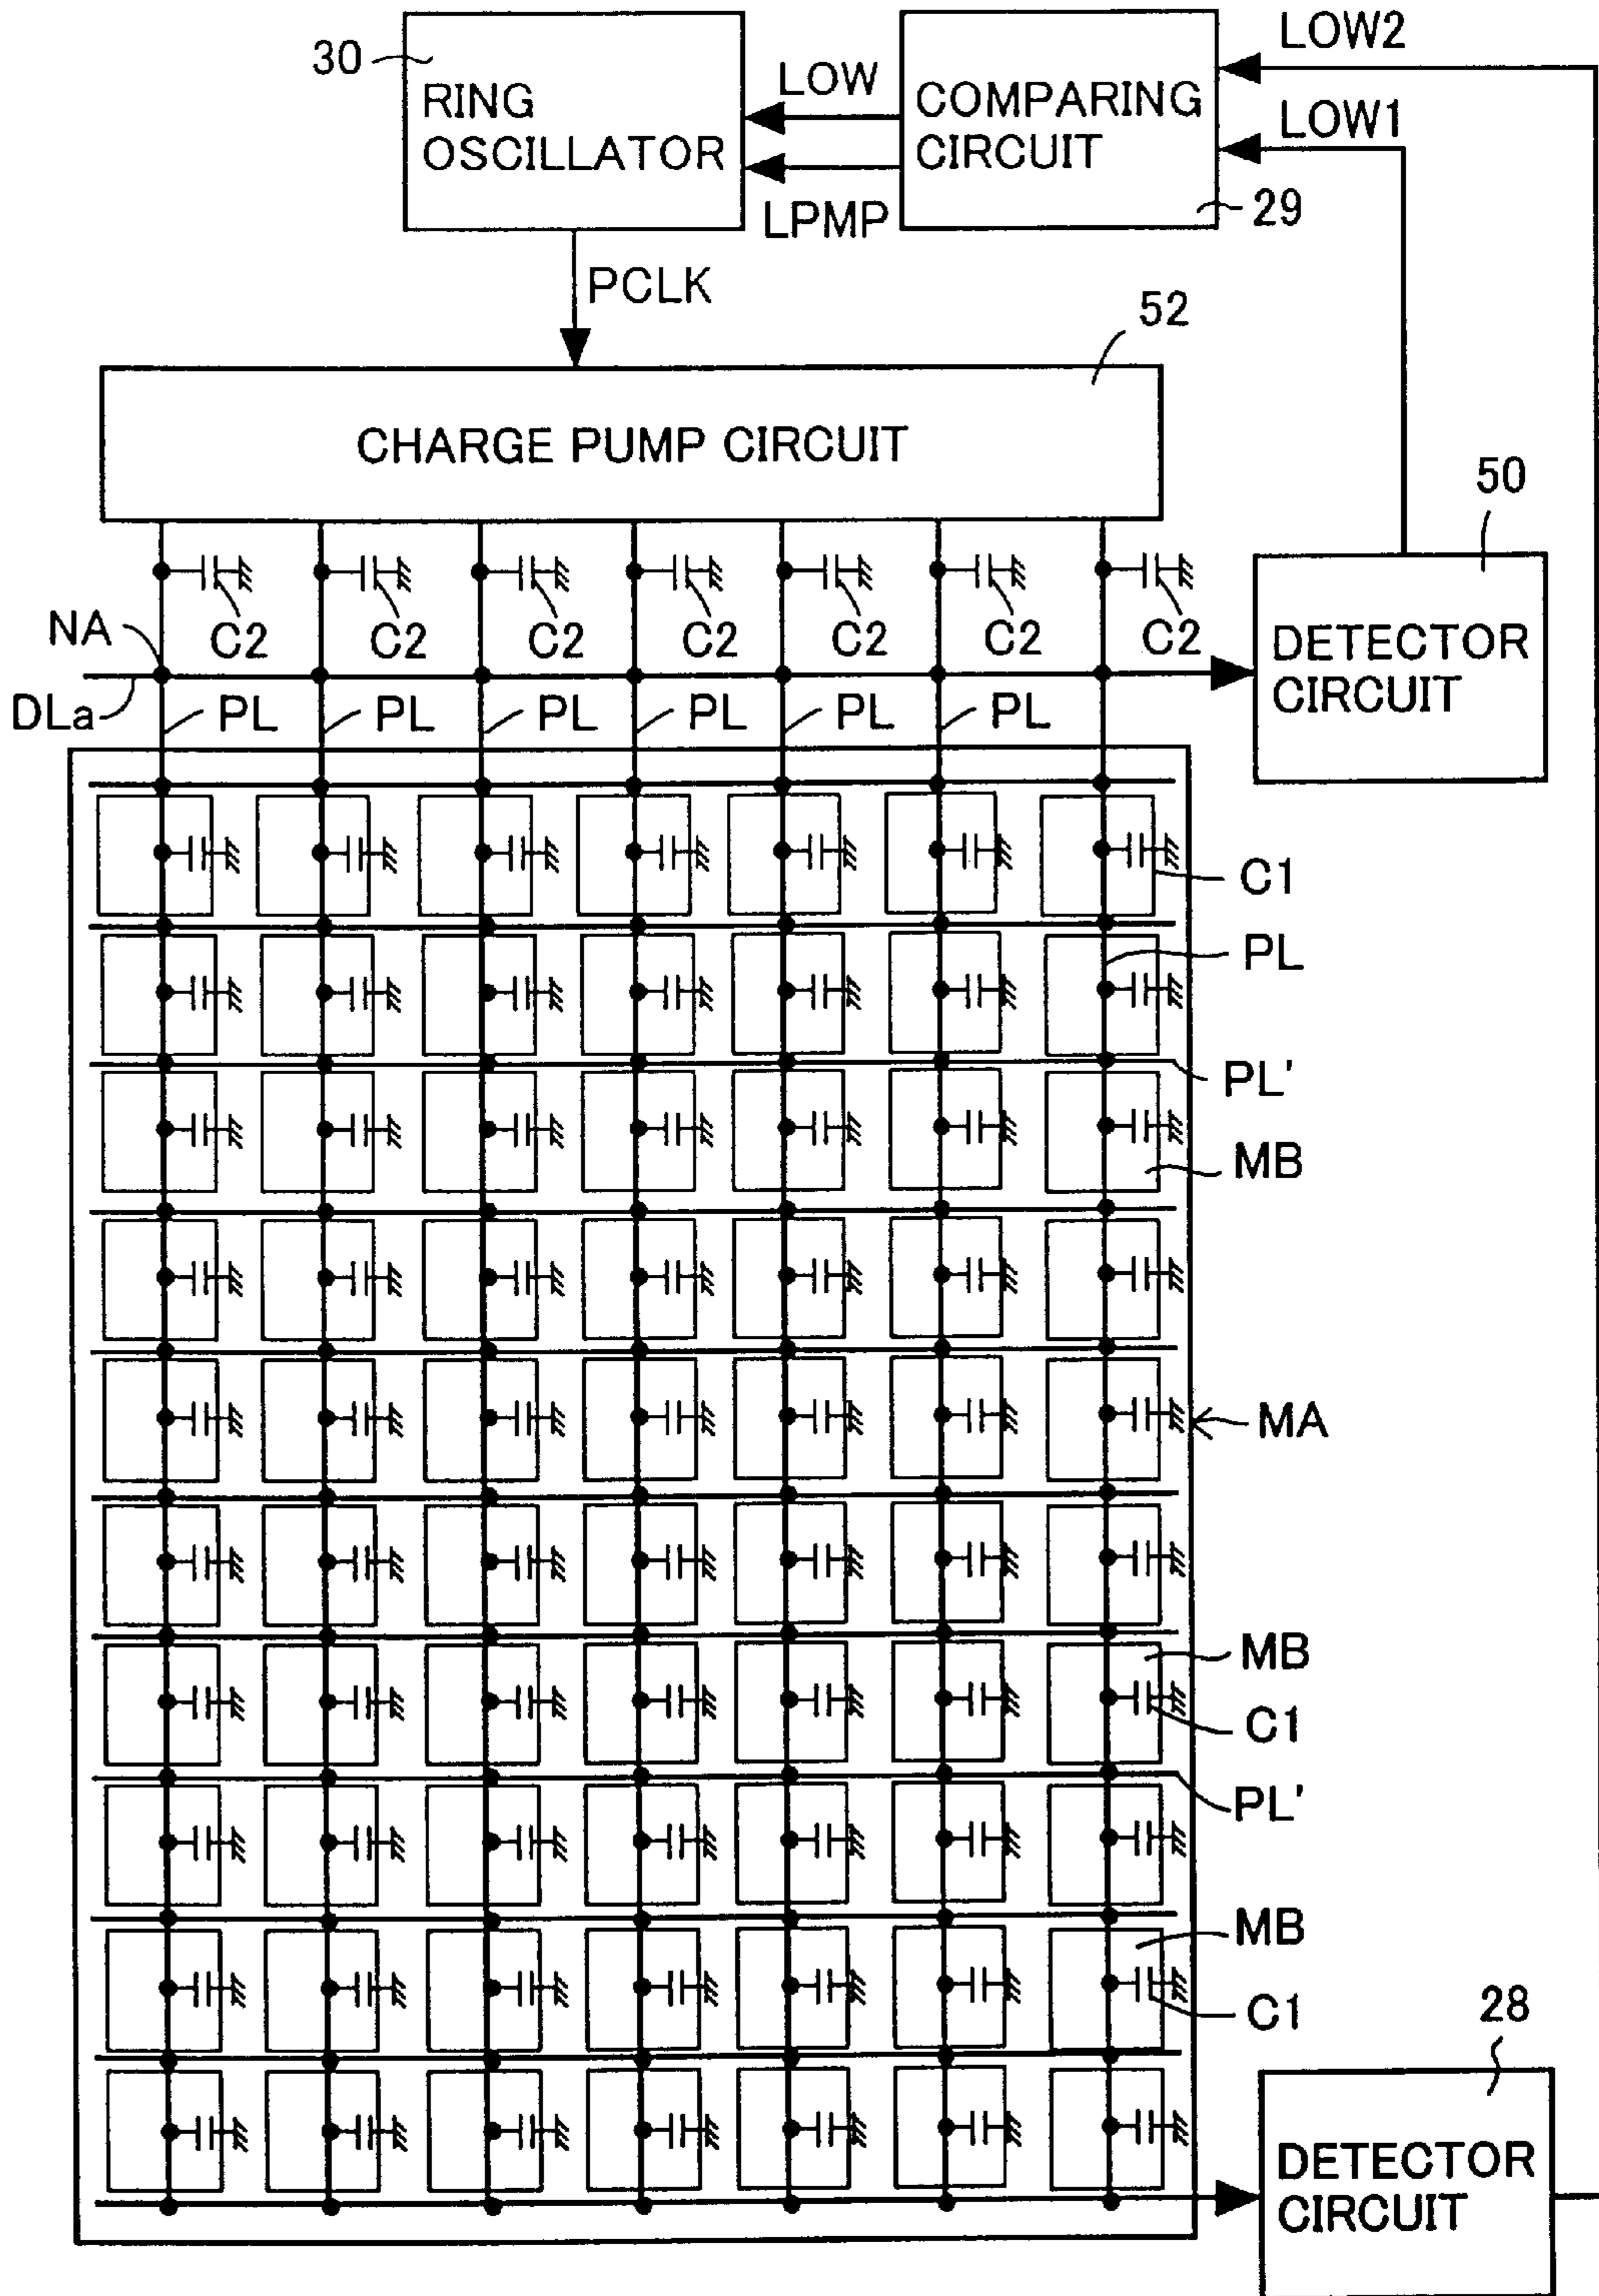 LOW2
30
LOW
RING
OSCILLATOR
COMPARING
CIRCUIT
LOW1
LPMP
29
PCLK
52
CHARGE PUMP CIRCUIT
50
C2 C2 C2 C2 C2 C2 C2
NA
DETECTOR
CIRCUIT
DLa
PL PL PL PL PL PL
C1
PL
PL'
MB
MA
MB
C1
PL'
MB
C1
28
DETECTOR
CIRCUIT